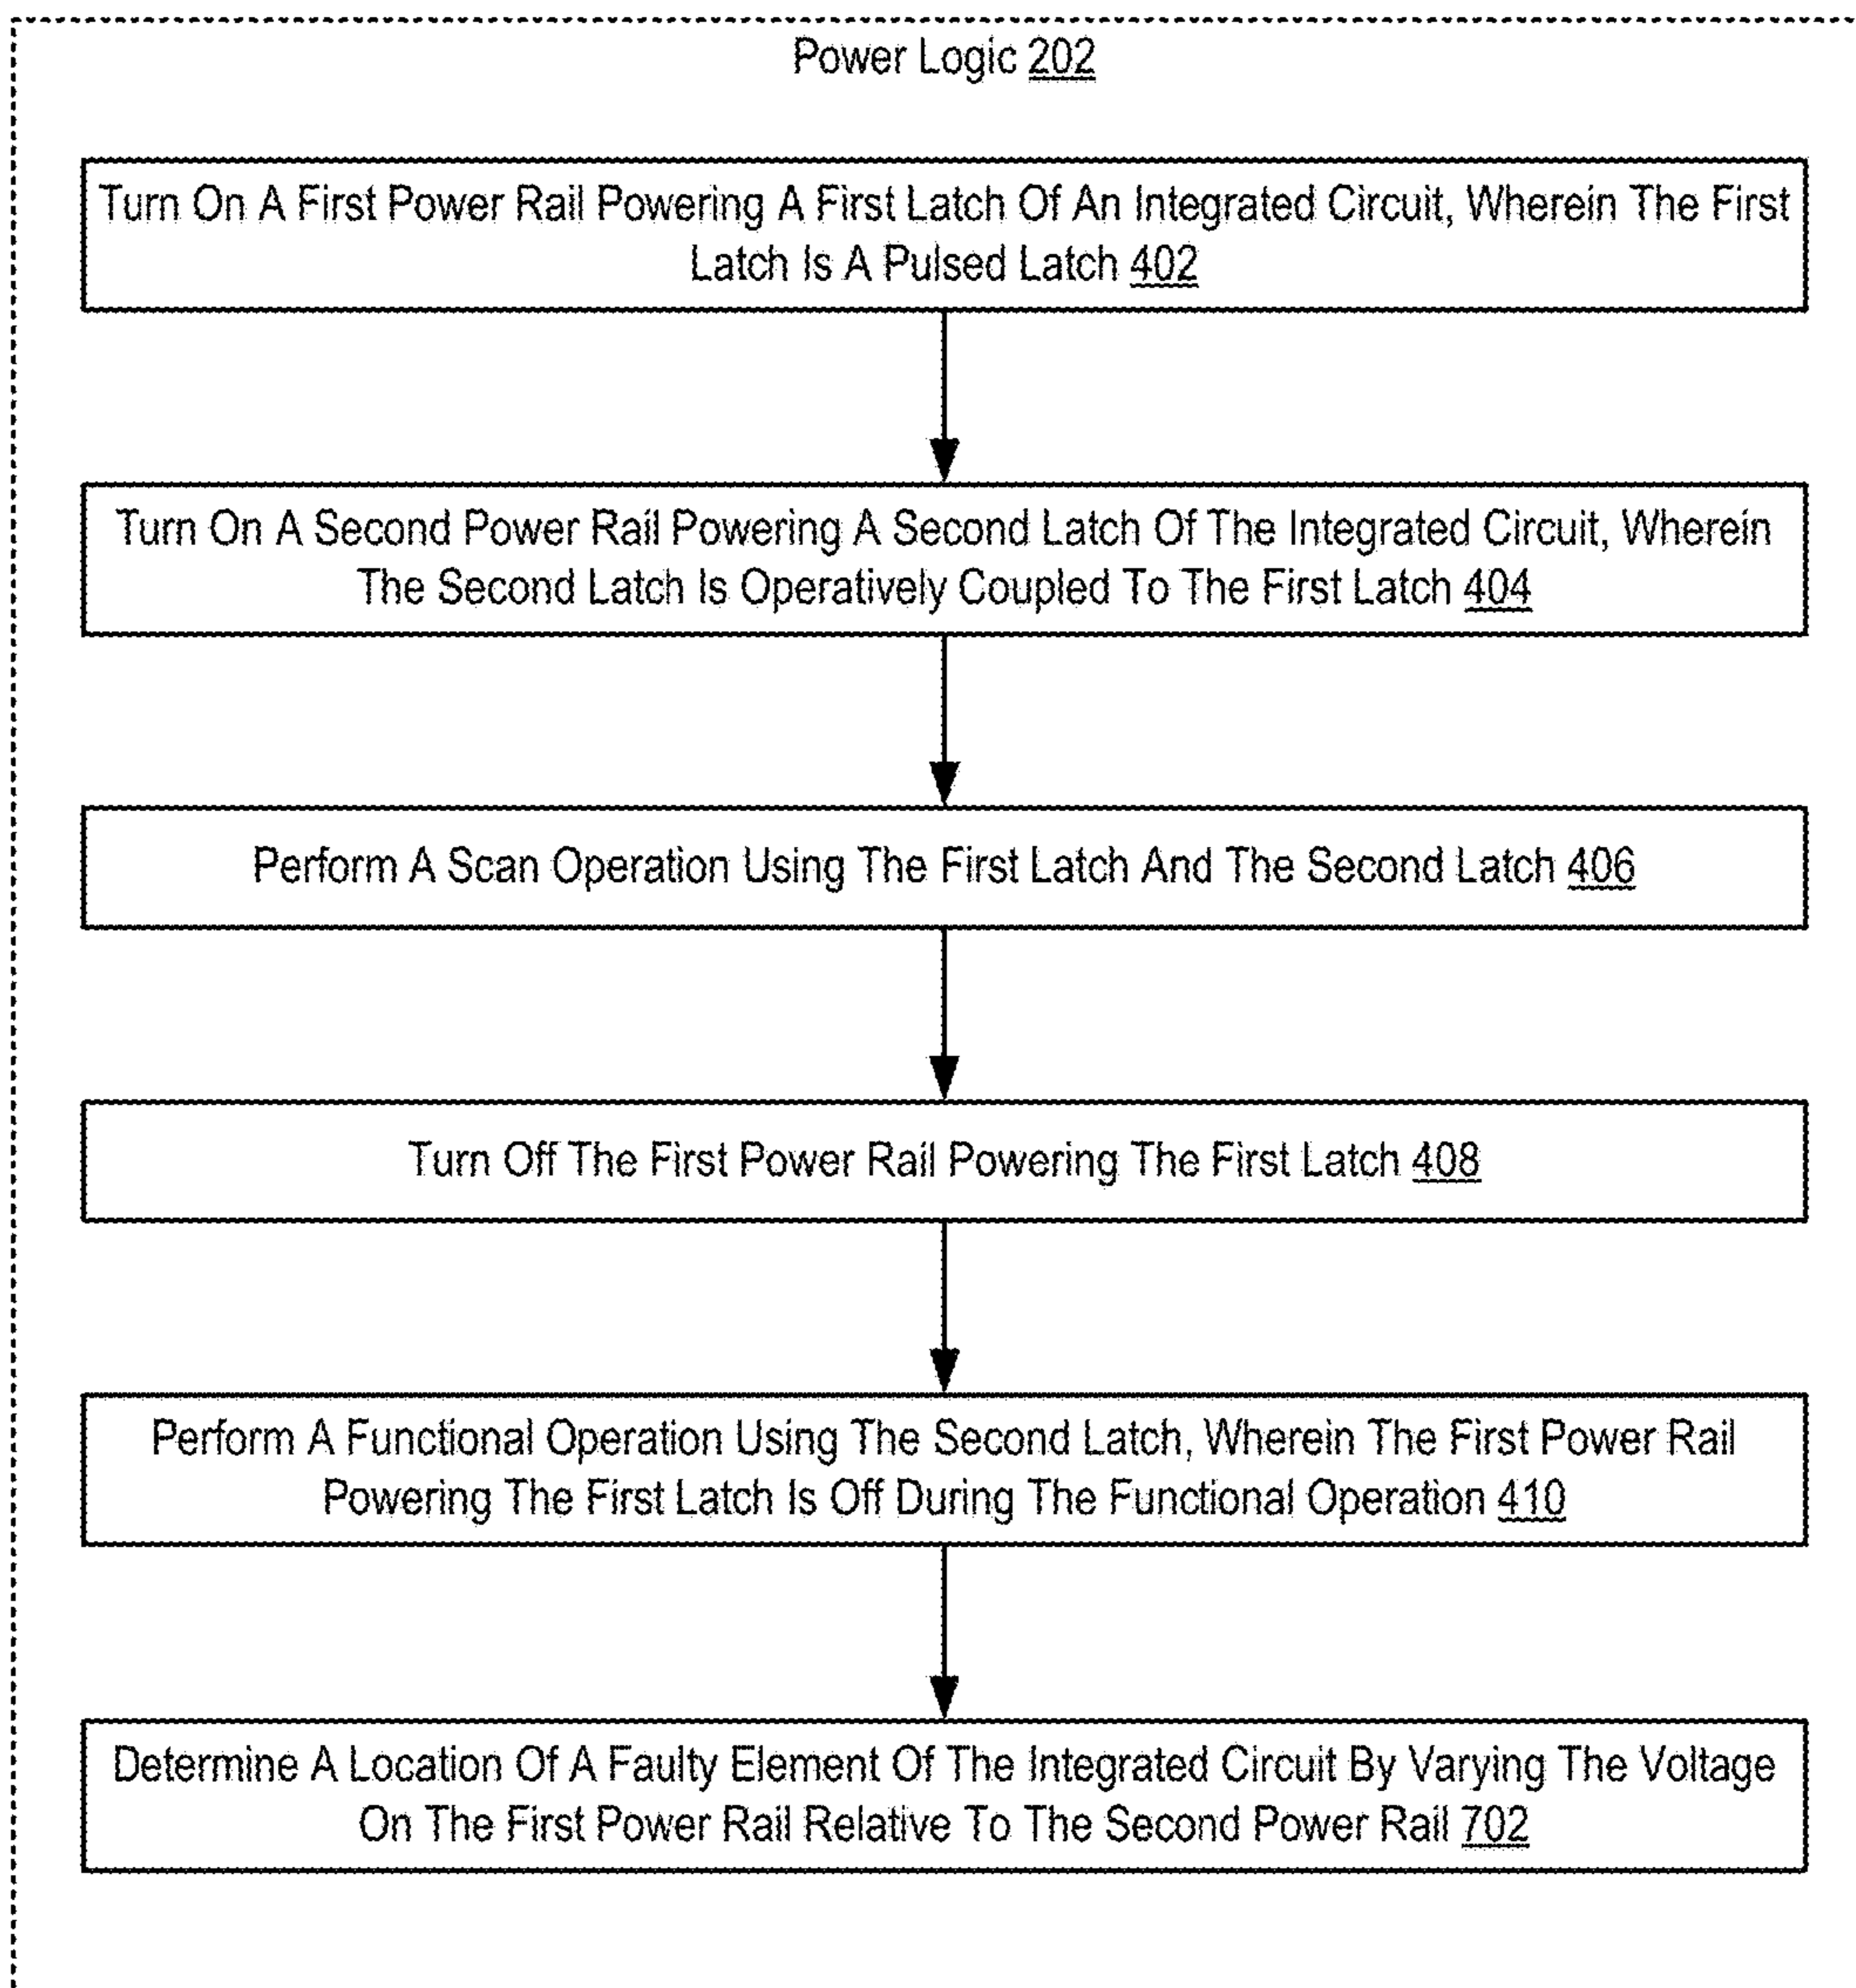 Power Logic 202
Turn On A First Power Rail Powering A First Latch Of An Integrated Circuit, Wherein The First
Latch Is A Pulsed Latch 402
Turn On A Second Power Rail Powering A Second Latch Of The Integrated Circuit, Wherein
The Second Latch Is Operatively Coupled To The First Latch 404
Perform A Scan Operation Using The First Latch And The Second Latch 406
Turn Off The First Power Rail Powering The First Latch 408
Perform A Functional Operation Using The Second Latch, Wherein The First Power Rail
Powering The First Latch Is Off During The Functional Operation 410
Determine A Location Of A Faulty Element Of The Integrated Circuit By Varying The Voltage
On The First Power Rail Relative To The Second Power Rail 702